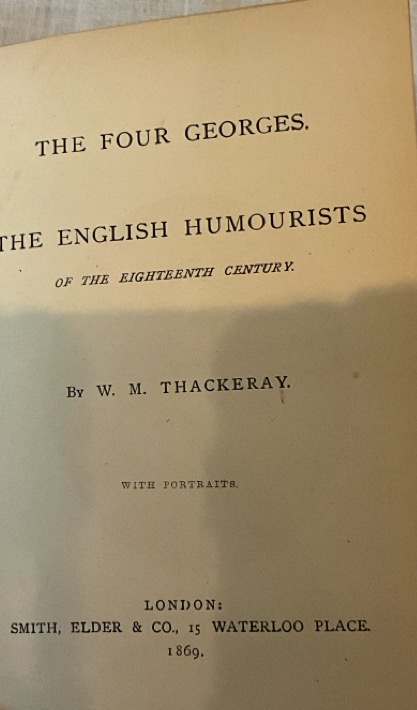 THE FOUR GEORGES.
THE ENGLISH HUMOURISTS
OF THE EIGHTEENTH CENTURY.
By W. M. THACKERAY.
WITH PORTRAITS.
LONDON:
SMITH, ELDER & CO., 15 WATERLOO PLACE.
1869.